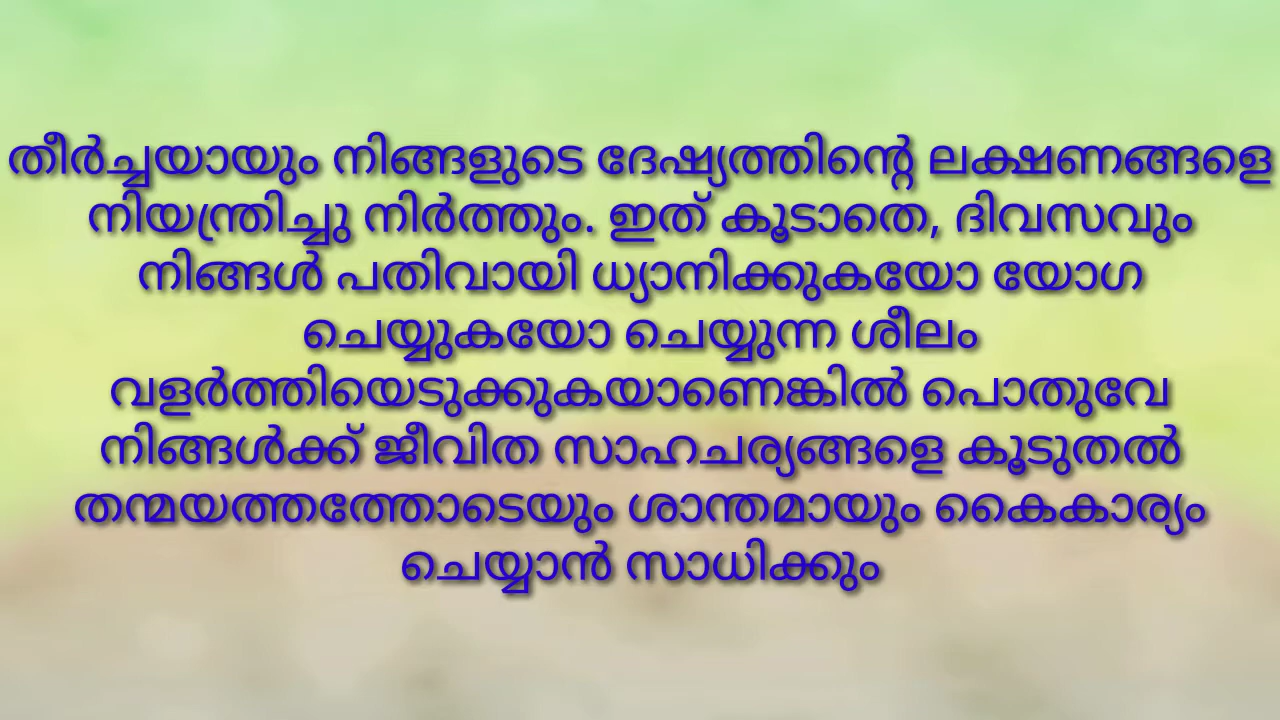 തീർച്ചയായും നിങ്ങളുടെ ദേഷ്യത്തിന്റെ ലക്ഷണങ്ങളെ
നിയന്ത്രിച്ചു നിർത്തും. ഇത് കൂടാതെ, ദിവസവും
നിങ്ങൾ പതിവായി ധ്യാനിക്കുകയോ യോഗ
ചെയ്യുകയോ ചെയ്യുന്ന ശീലം
വളർത്തിയെടുക്കുകയാണെങ്കിൽ പൊതുവേ
നിങ്ങൾക്ക് ജീവിത സാഹചര്യങ്ങളെ കൂടുതൽ
തന്മയത്തത്തോടെയും ശാന്തമായും കൈകാര്യം
ചെയ്യാൻ സാധിക്കും